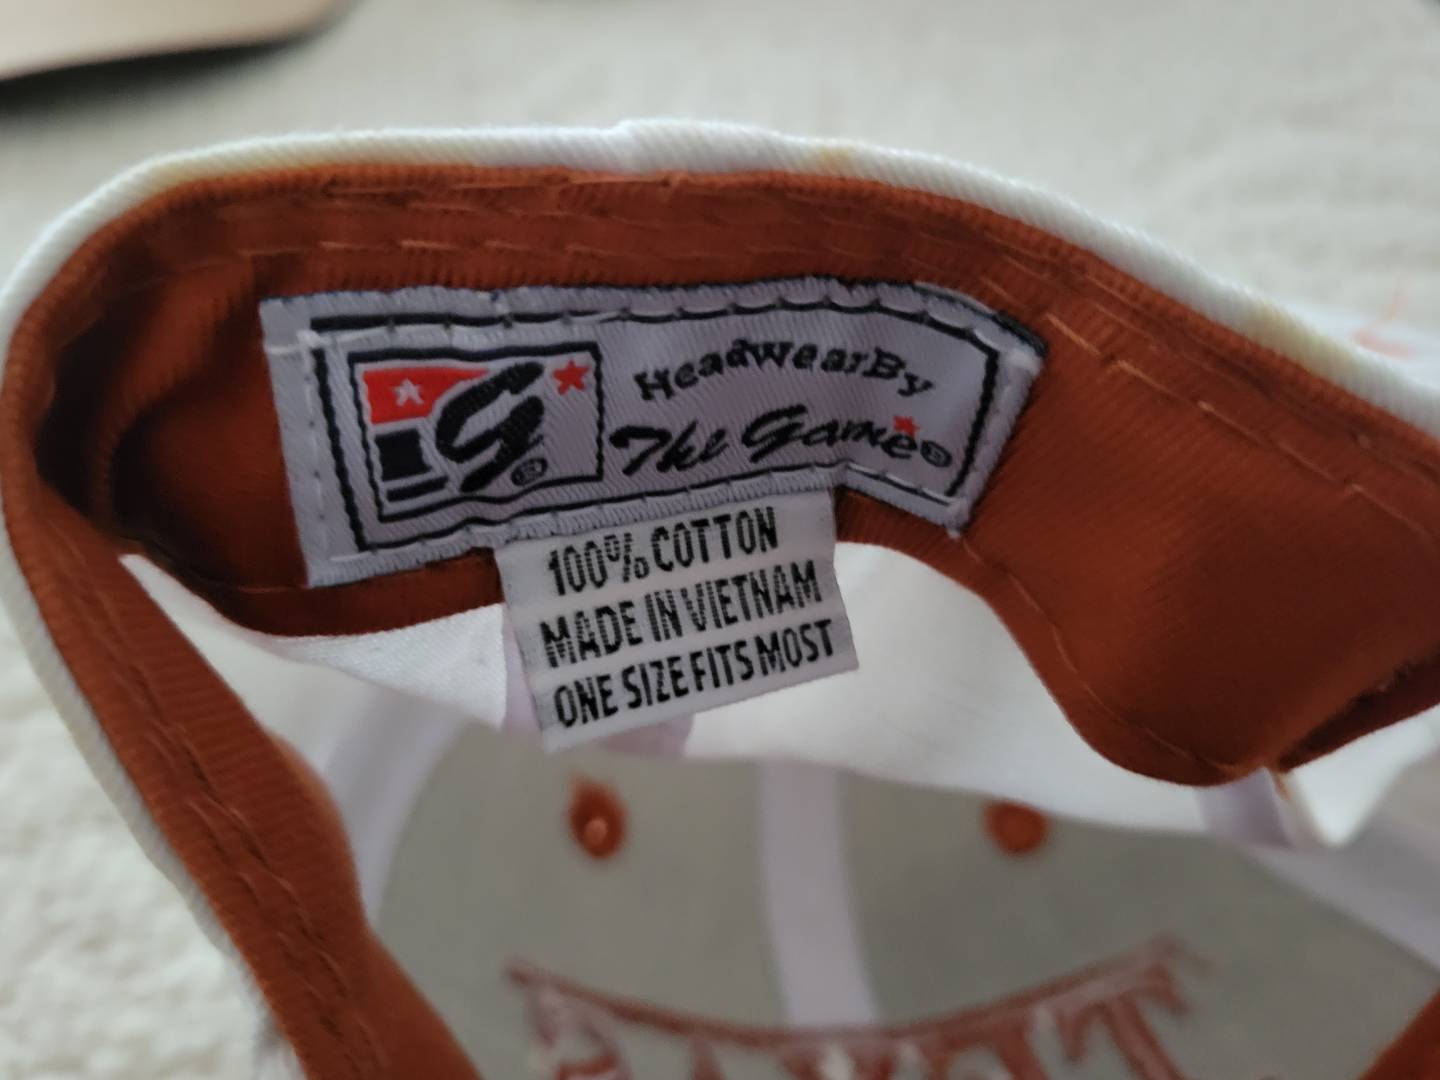 G®
HeadwearBy
The Game®
100% COTTON
MADE IN VIETNAM
ONE SIZE FITS MOST